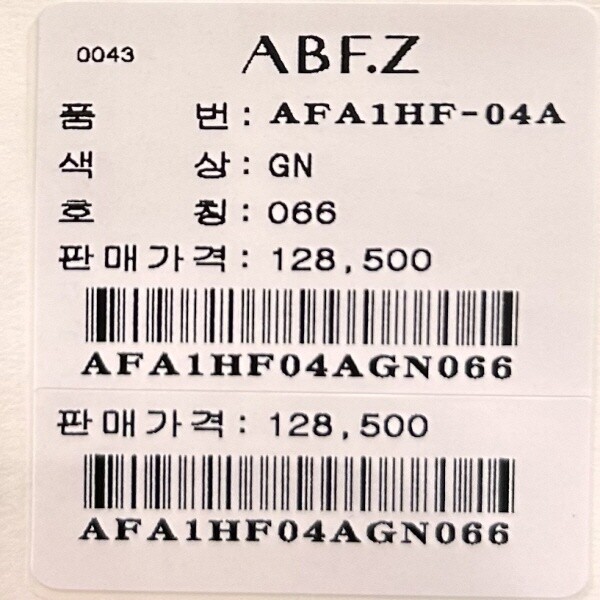 0043 ABF.Z
품 번: AFA1HF-04A
색 상: GN
호 칭: 066
판매가격: 128,500
AFA1HF04AGN066
판매가격: 128,500
AFA1HF04AGN066